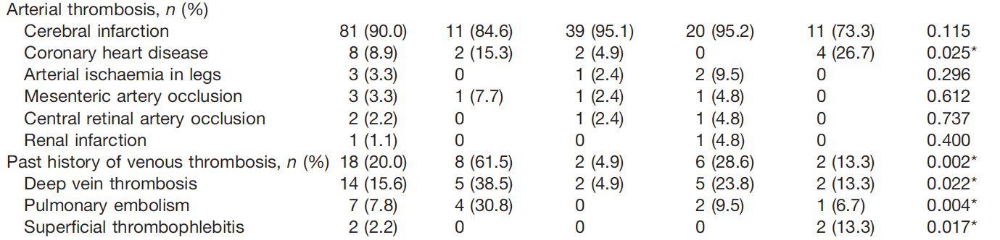 Arterial thrombosis, n (%)
Cerebral infarction 81 (90.0) 11 (84.6) 39 (95.1) 20 (95.2) 11 (73.3) 0.115
Coronary heart disease 8 (8.9) 2 (15.3) 2 (4.9) 0 4 (26.7) 0.025*
Arterial ischaemia in legs 3 (3.3) 0 1 (2.4) 2 (9.5) 0 0.296
Mesenteric artery occlusion 3 (3.3) 1 (7.7) 1 (2.4) 1 (4.8) 0 0.612
Central retinal artery occlusion 2 (2.2) 0 1 (2.4) 1 (4.8) 0 0.737
Renal infarction 1 (1.1) 0 0 1 (4.8) 0 0.400
Past history of venous thrombosis, n (%) 18 (20.0) 8 (61.5) 2 (4.9) 6 (28.6) 2 (13.3) 0.002*
Deep vein thrombosis 14 (15.6) 5 (38.5) 2 (4.9) 5 (23.8) 2 (13.3) 0.022*
Pulmonary embolism 7 (7.8) 4 (30.8) 0 2 (9.5) 1 (6.7) 0.004*
Superficial thrombophlebitis 2 (2.2) 0 0 0 2 (13.3) 0.017*